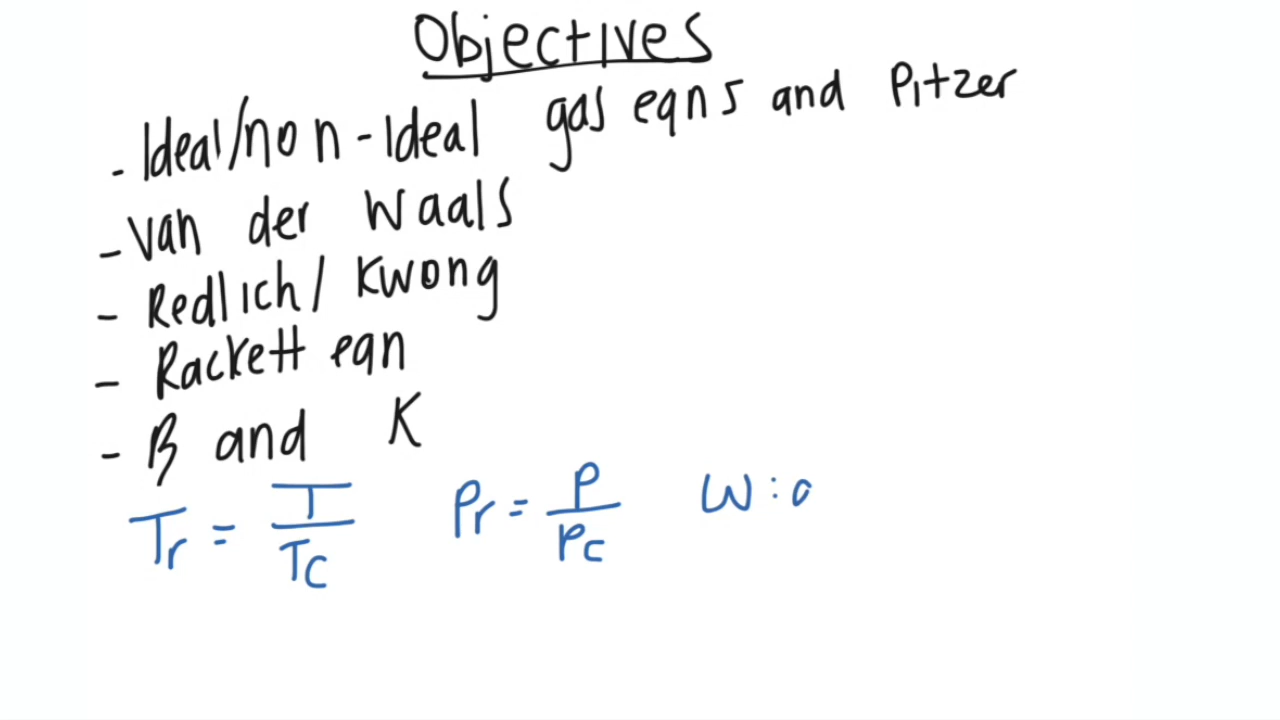 Objectives
- Ideal/non-Ideal gas eqns and Pitzer
- Van der Waals
- Redlich/Kwong
- Rackett eqn
- β and K
Tr = T/Tc Pr = P/Pc ω : a